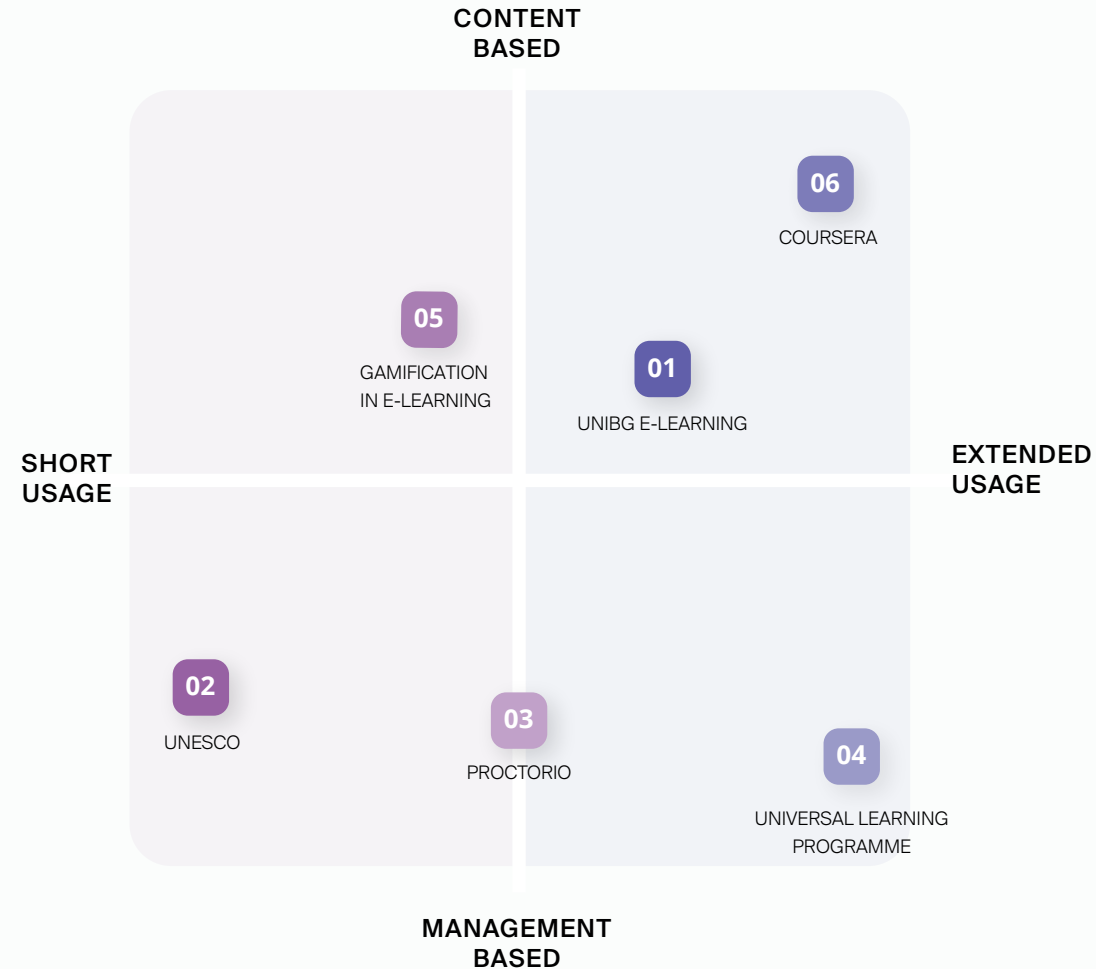 CONTENT
BASED
06
COURSERA
05
GAMIFICATION
IN E-LEARNING
01
UNIBG E-LEARNING
SHORT
USAGE
EXTENDED
USAGE
02
UNESCO
03
PROCTORIO
04
UNIVERSAL LEARNING
PROGRAMME
MANAGEMENT
BASED